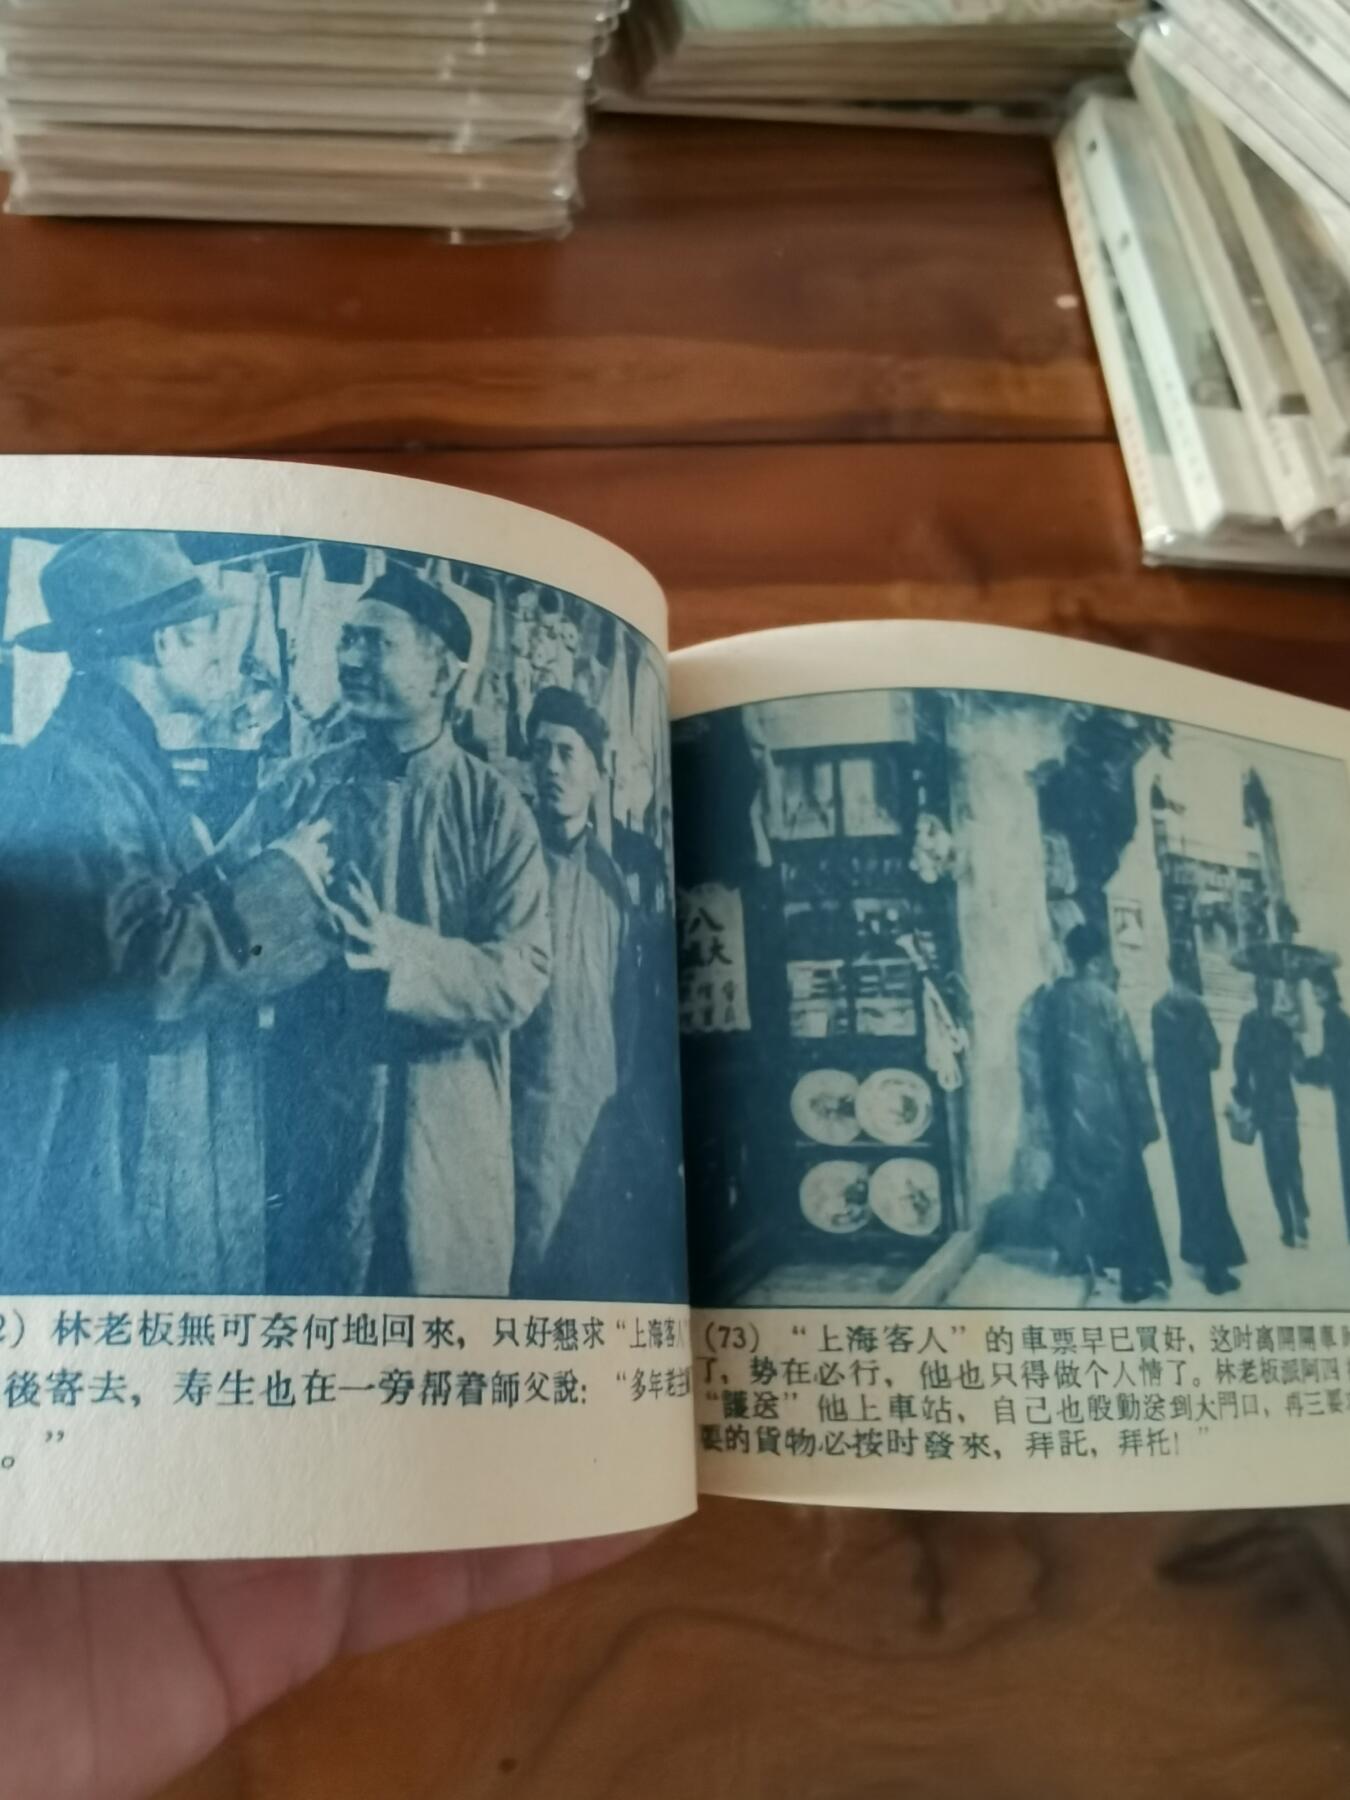 2) 林老板無可奈何地回來，只好懇求“上海客人
後寄去，寿生也在一旁帮着師父說：“多年老主
。”
(73) “上海客人”的車票早已買好，这时离開開車
了，势在必行，他也只得做个人情了。林老板派阿四
“護送”他上車站，自己也殷勤送到大門口，再三
要的貨物必按时發來，拜託，拜托！”
八
大